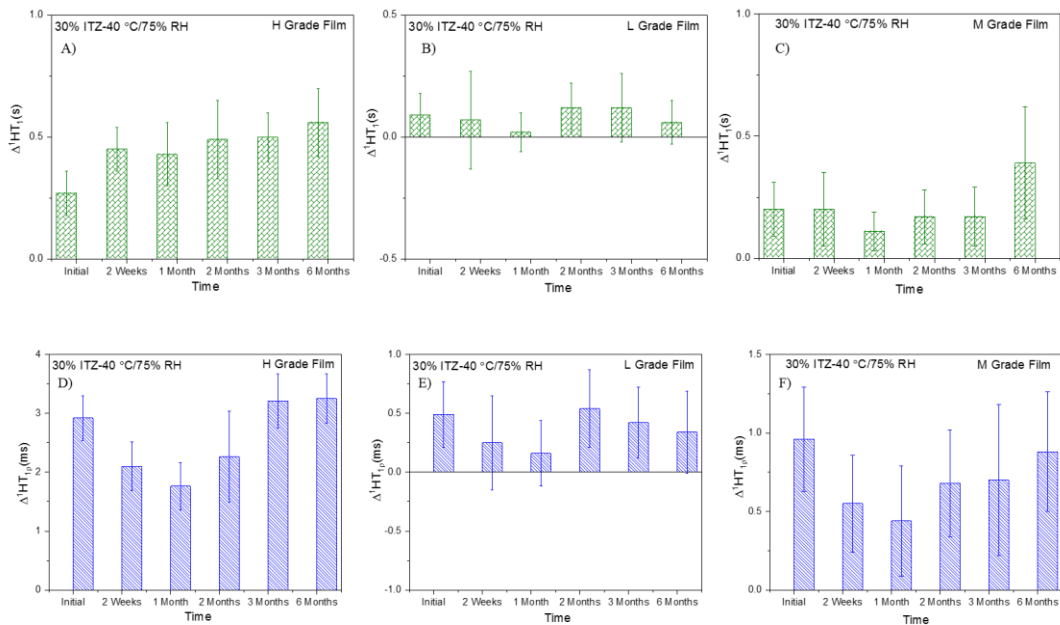 30% ITZ-40 °C/75% RH H Grade Film
A)
1.0
0.5
0.0
Δ¹HT₁(s)
Initial 2 Weeks 1 Month 2 Months 3 Months 6 Months
Time
30% ITZ-40 °C/75% RH L Grade Film
B)
0.5
0.0
-0.5
Δ¹HT₁(s)
Initial 2 Weeks 1 Month 2 Months 3 Months 6 Months
Time
30% ITZ-40 °C/75% RH M Grade Film
C)
1.0
0.5
0.0
Δ¹HT₁(s)
Initial 2 Weeks 1 Month 2 Months 3 Months 6 Months
Time
30% ITZ-40 °C/75% RH H Grade Film
D)
4
3
2
1
0
Δ¹HT₁ρ(ms)
Initial 2 Weeks 1 Month 2 Months 3 Months 6 Months
Time
30% ITZ-40 °C/75% RH L Grade Film
E)
1.0
0.5
0.0
-0.5
-1.0
Δ¹HT₁ρ(ms)
Initial 2 Weeks 1 Month 2 Months 3 Months 6 Months
Time
30% ITZ-40 °C/75% RH M Grade Film
F)
1.5
1.0
0.5
0.0
Δ¹HT₁ρ(ms)
Initial 2 Weeks 1 Month 2 Months 3 Months 6 Months
Time